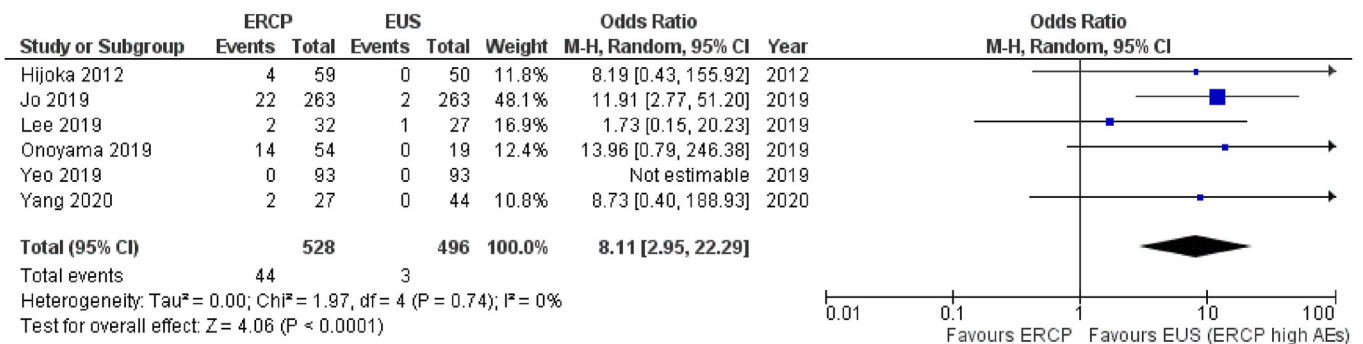 ERCP EUS Odds Ratio Odds Ratio
Study or Subgroup Events Total Events Total Weight M-H, Random, 95% CI Year M-H, Random, 95% CI
Hijoka 2012 4 59 0 50 11.8% 8.19 [0.43, 155.92] 2012
Jo 2019 22 263 2 263 48.1% 11.91 [2.77, 51.20] 2019
Lee 2019 2 32 1 27 16.9% 1.73 [0.15, 20.23] 2019
Onoyama 2019 14 54 0 19 12.4% 13.96 [0.79, 246.38] 2019
Yeo 2019 0 93 0 93 Not estimable 2019
Yang 2020 2 27 0 44 10.8% 8.73 [0.40, 188.93] 2020
Total (95% CI) 528 496 100.0% 8.11 [2.95, 22.29]
Total events 44 3
Heterogeneity: Tau² = 0.00; Chi² = 1.97, df = 4 (P = 0.74); I² = 0%
Test for overall effect: Z = 4.06 (P < 0.0001)
0.01 0.1 1 10 100
Favours ERCP Favours EUS (ERCP high AEs)